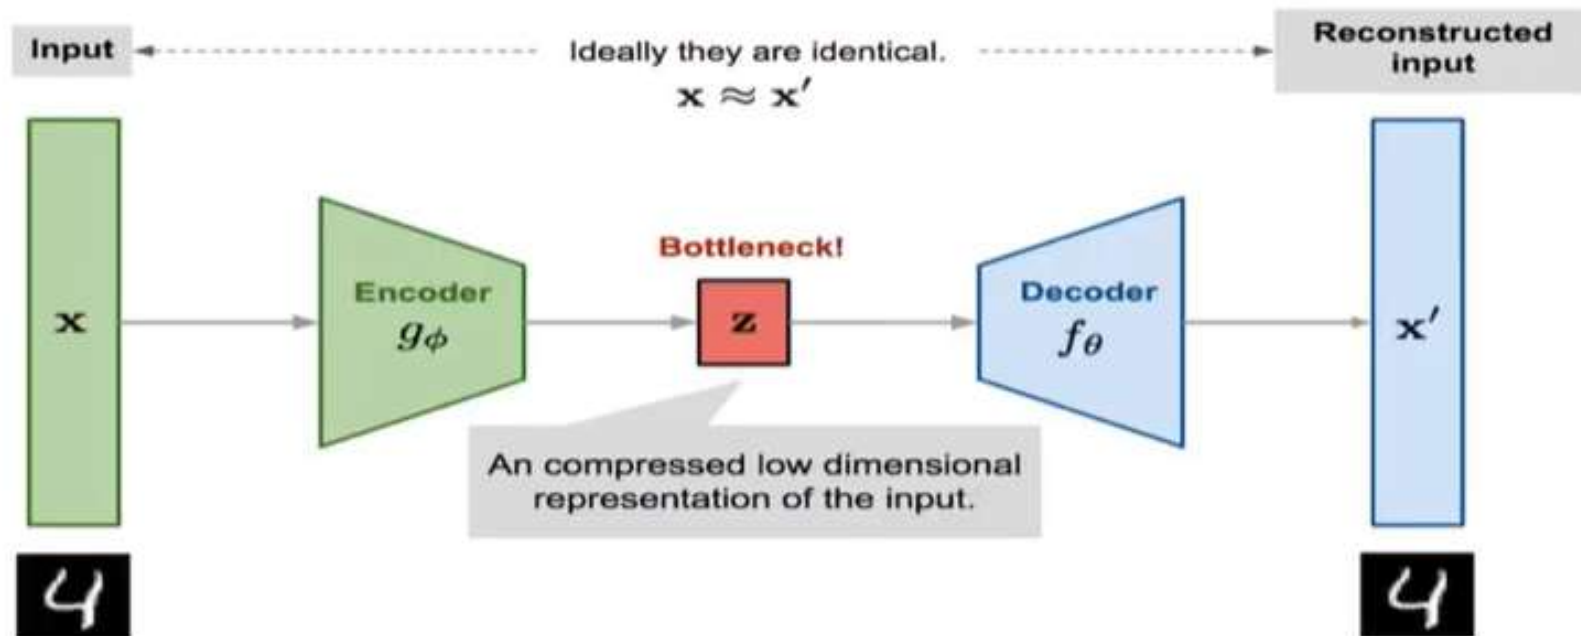 Input
Ideally they are identical.
x ≈ x′
Reconstructed
input
x
Encoder
gϕ
Bottleneck!
z
Decoder
fθ
x′
An compressed low dimensional
representation of the input.
4
4